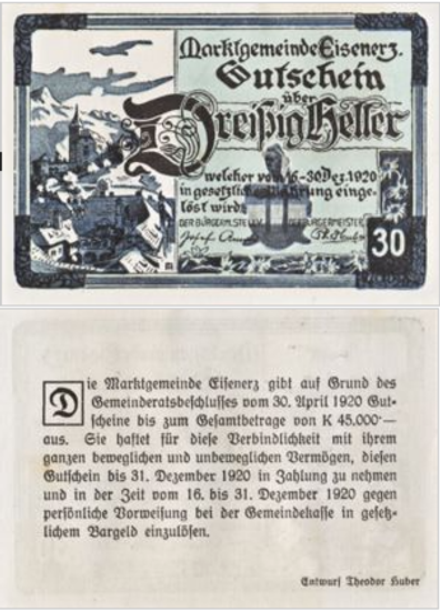 Marktgemeinde Eisenerz.
Gutschein
über
Dreißig Heller
welcher vom 16.-30 Dez. 1920
in gesetzlicher Währung einge-
löst wird.
DER BÜRGERM. STELLV. DER BÜRGERMEISTER
30
Die Marktgemeinde Eisenerz gibt auf Grund des
Gemeinderatsbeschlusses vom 30. April 1920 Gut-
scheine bis zum Gesamtbetrage von K 45.000·—
aus. Sie haftet für diese Verbindlichkeit mit ihrem
ganzen beweglichen und unbeweglichen Vermögen, diesen
Gutschein bis 31. Dezember 1920 in Zahlung zu nehmen
und in der Zeit vom 16. bis 31. Dezember 1920 gegen
persönliche Vorweisung bei der Gemeindekasse in gesetz-
lichem Bargeld einzulösen.
Entwurf Theodor Huber